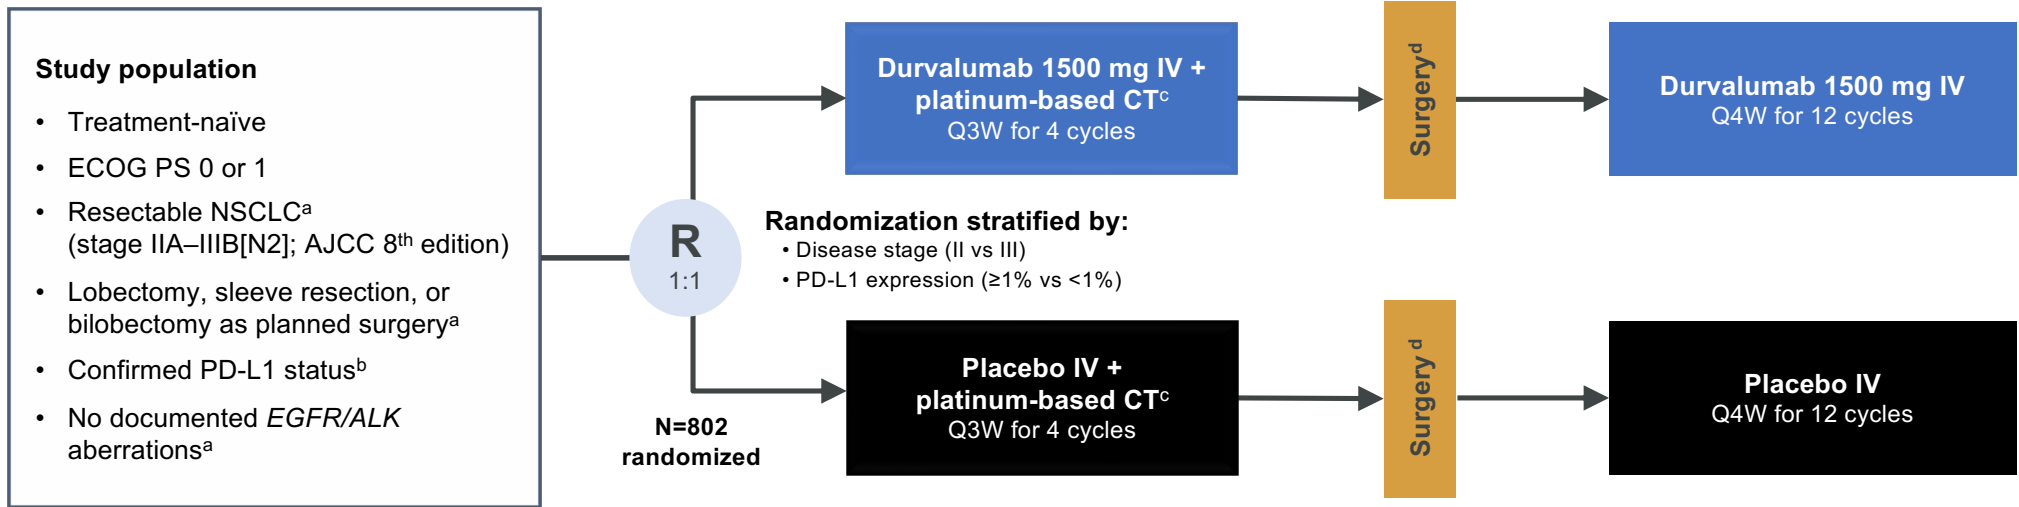 Study population
• Treatment-naïve
• ECOG PS 0 or 1
• Resectable NSCLCᵃ
(stage IIA–IIIB[N2]; AJCC 8ᵗʰ edition)
• Lobectomy, sleeve resection, or
bilobectomy as planned surgeryᵃ
• Confirmed PD-L1 statusᵇ
• No documented EGFR/ALK
aberrationsᵃ
R
1:1
N=802
randomized
Durvalumab 1500 mg IV +
platinum-based CTᶜ
Q3W for 4 cycles
Surgeryᵈ
Durvalumab 1500 mg IV
Q4W for 12 cycles
Randomization stratified by:
• Disease stage (II vs III)
• PD-L1 expression (≥1% vs <1%)
Placebo IV +
platinum-based CTᶜ
Q3W for 4 cycles
Surgery ᵈ
Placebo IV
Q4W for 12 cycles